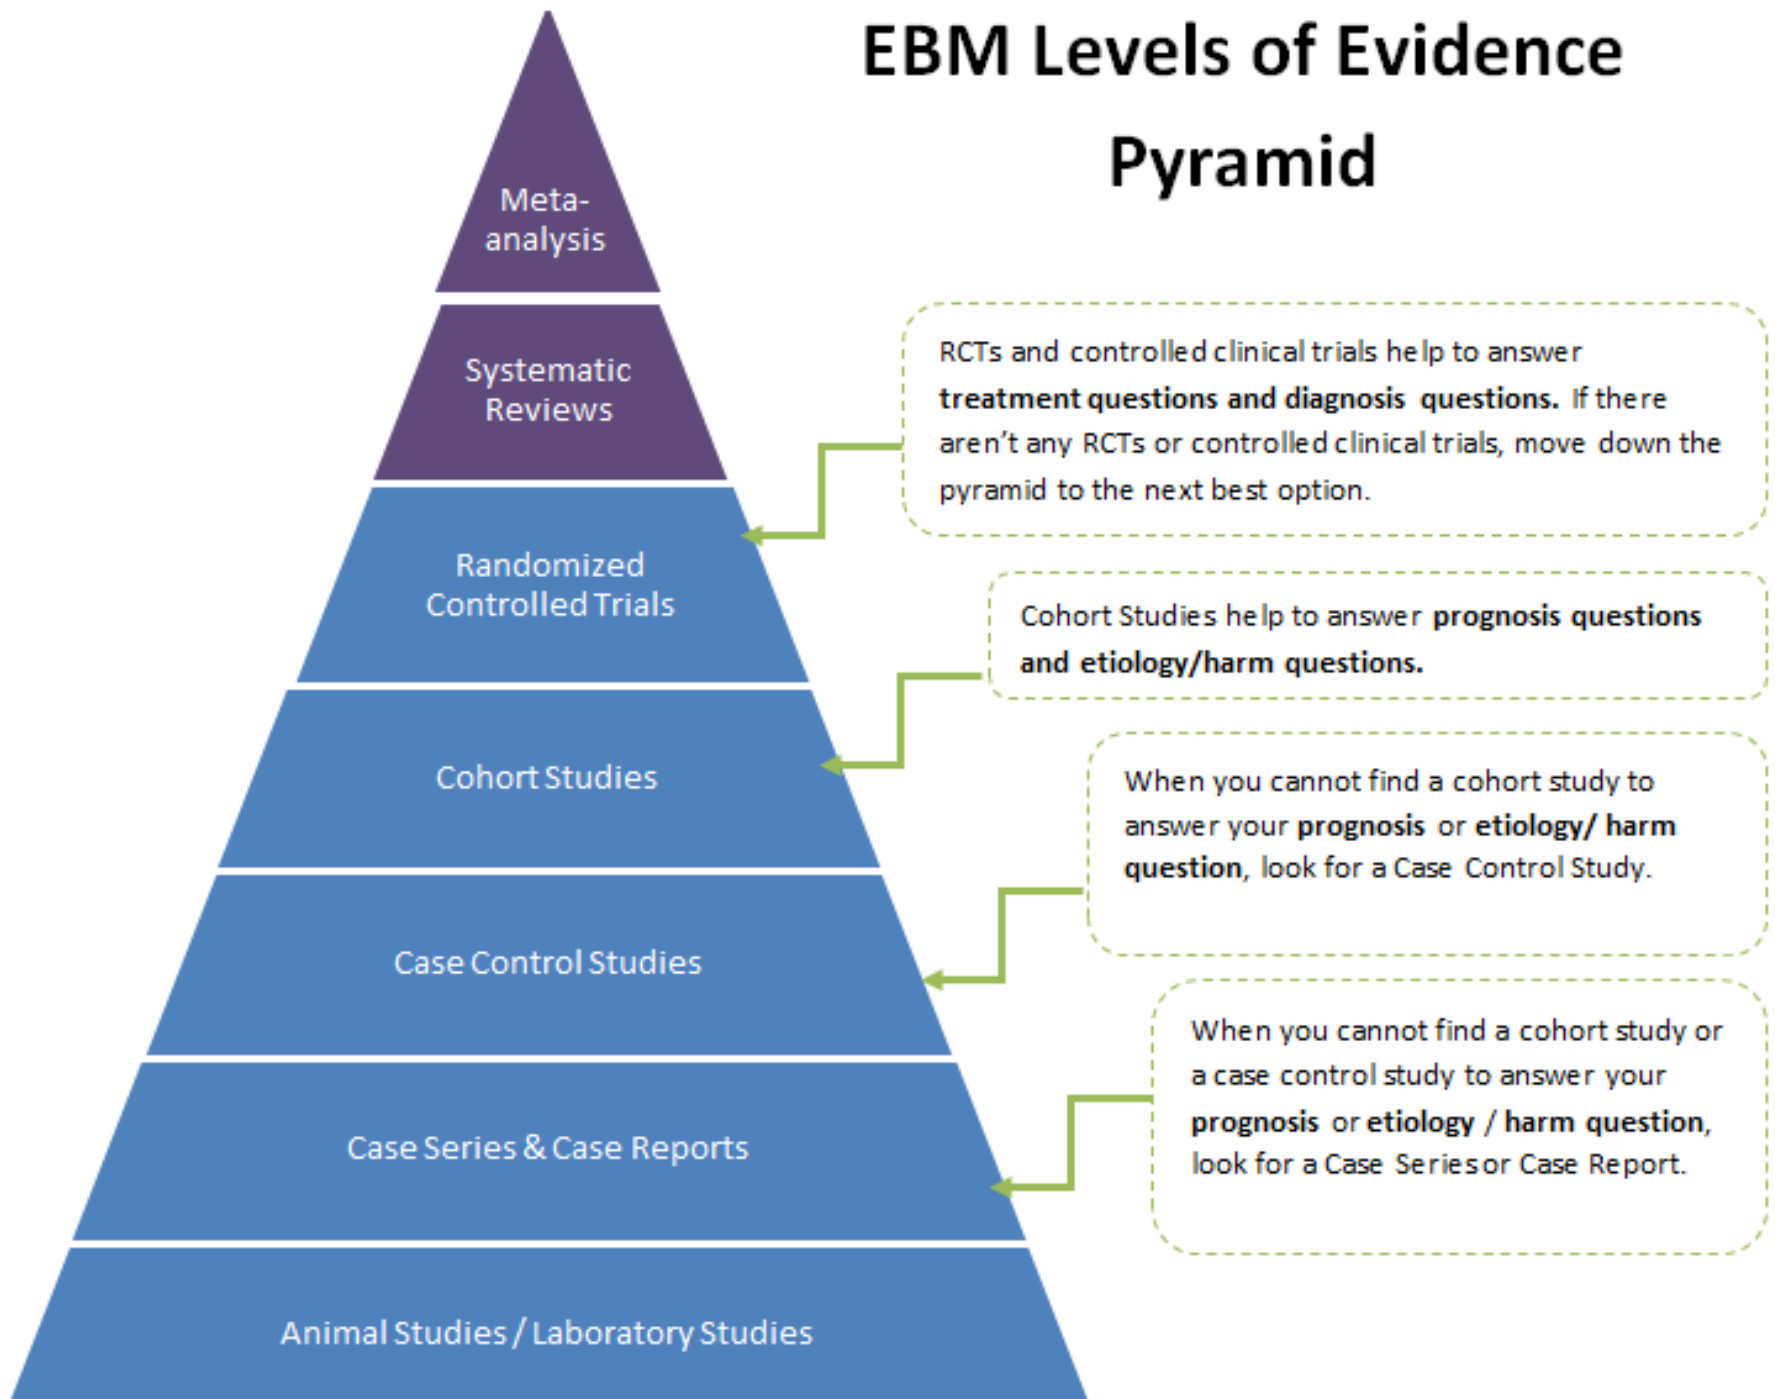 EBM Levels of Evidence
Pyramid
Meta-
analysis
Systematic
Reviews
RCTs and controlled clinical trials help to answer
treatment questions and diagnosis questions. If there
aren't any RCTs or controlled clinical trials, move down the
pyramid to the next best option.
Randomized
Controlled Trials
Cohort Studies help to answer prognosis questions
and etiology/harm questions.
Cohort Studies
When you cannot find a cohort study to
answer your prognosis or etiology/ harm
question, look for a Case Control Study.
Case Control Studies
When you cannot find a cohort study or
a case control study to answer your
prognosis or etiology / harm question,
look for a Case Series or Case Report.
Case Series & Case Reports
Animal Studies / Laboratory Studies